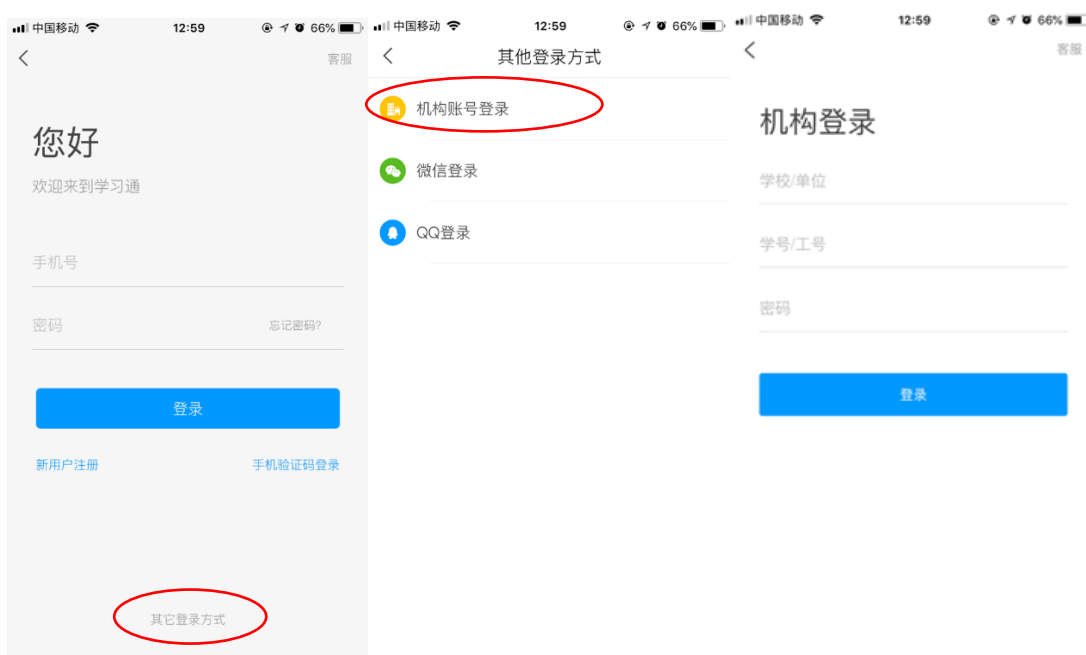 中国移动 12:59 66%
客服
您好
欢迎来到学习通
手机号
密码 忘记密码?
登录
新用户注册 手机验证码登录
其它登录方式
中国移动 12:59 66%
其他登录方式
机构账号登录
微信登录
QQ登录
中国移动 12:59 66%
客服
机构登录
学校/单位
学号/工号
密码
登录